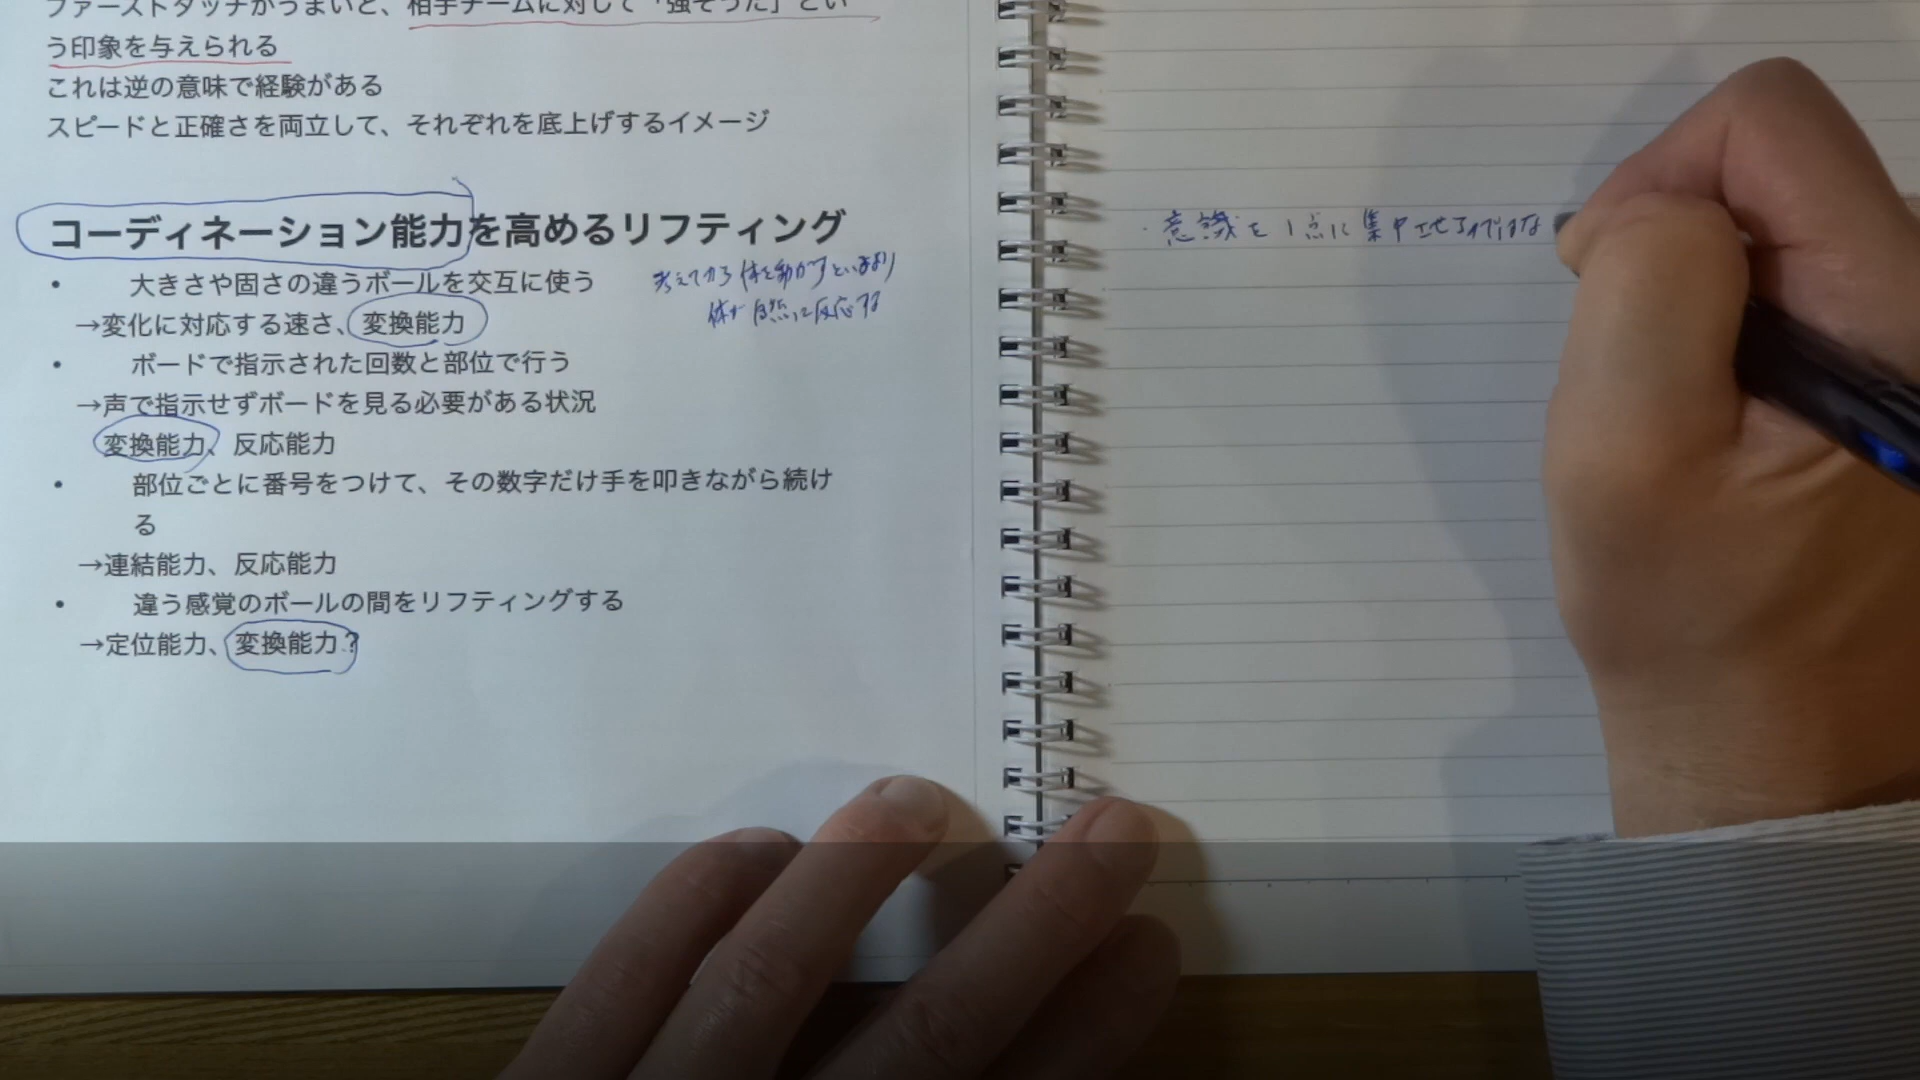 ファーストタッチがうまいと、相手チームに対して「強そうだ」とい
う印象を与えられる
これは逆の意味で経験がある
スピードと正確さを両立して、それぞれを底上げするイメージ
コーディネーション能力を高めるリフティング
• 大きさや固さの違うボールを交互に使う
→変化に対応する速さ、変換能力
考えてから体を動かすというより
体が自然に反応する
• ボードで指示された回数と部位で行う
→声で指示せずボードを見る必要がある状況
変換能力、反応能力
• 部位ごとに番号をつけて、その数字だけ手を叩きながら続け
る
→連結能力、反応能力
• 違う感覚のボールの間をリフティングする
→定位能力、変換能力？
・意識を1点に集中させるのではな